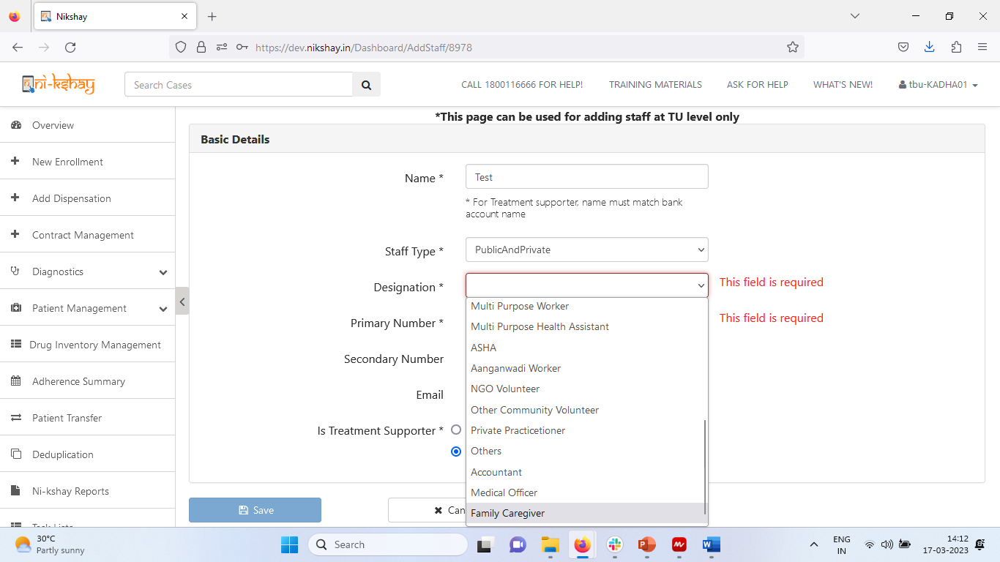 Nikshay
https://dev.nikshay.in/Dashboard/AddStaff/8978
ni-kshay
Search Cases
CALL 1800116666 FOR HELP!
TRAINING MATERIALS
ASK FOR HELP
WHAT'S NEW!
tbu-KADHA01
Overview
New Enrollment
Add Dispensation
Contract Management
Diagnostics
Patient Management
Drug Inventory Management
Adherence Summary
Patient Transfer
Deduplication
Ni-kshay Reports
Task Lists
*This page can be used for adding staff at TU level only
Basic Details
Name * Test
* For Treatment supporter, name must match bank
account name
Staff Type * PublicAndPrivate
Designation * This field is required
Primary Number * This field is required
Secondary Number
Email
Is Treatment Supporter *
Multi Purpose Worker
Multi Purpose Health Assistant
ASHA
Aanganwadi Worker
NGO Volunteer
Other Community Volunteer
Private Practicetioner
Others
Accountant
Medical Officer
Family Caregiver
Save
Can
30°C
Partly sunny
Search
ENG
IN
14:12
17-03-2023